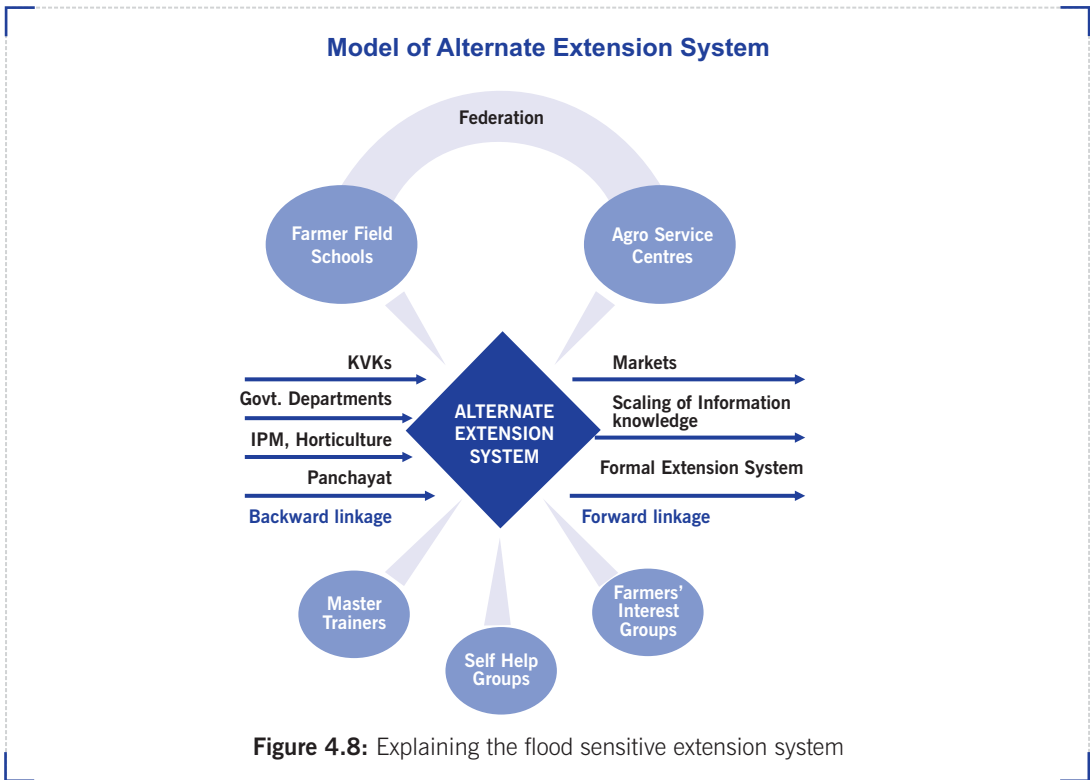 Model of Alternate Extension System
Federation
Farmer Field
Schools
Agro Service
Centres
KVKs
Govt. Departments
IPM, Horticulture
Panchayat
Backward linkage
ALTERNATE
EXTENSION
SYSTEM
Markets
Scaling of Information
knowledge
Formal Extension System
Forward linkage
Master
Trainers
Self Help
Groups
Farmers'
Interest
Groups
Figure 4.8: Explaining the flood sensitive extension system